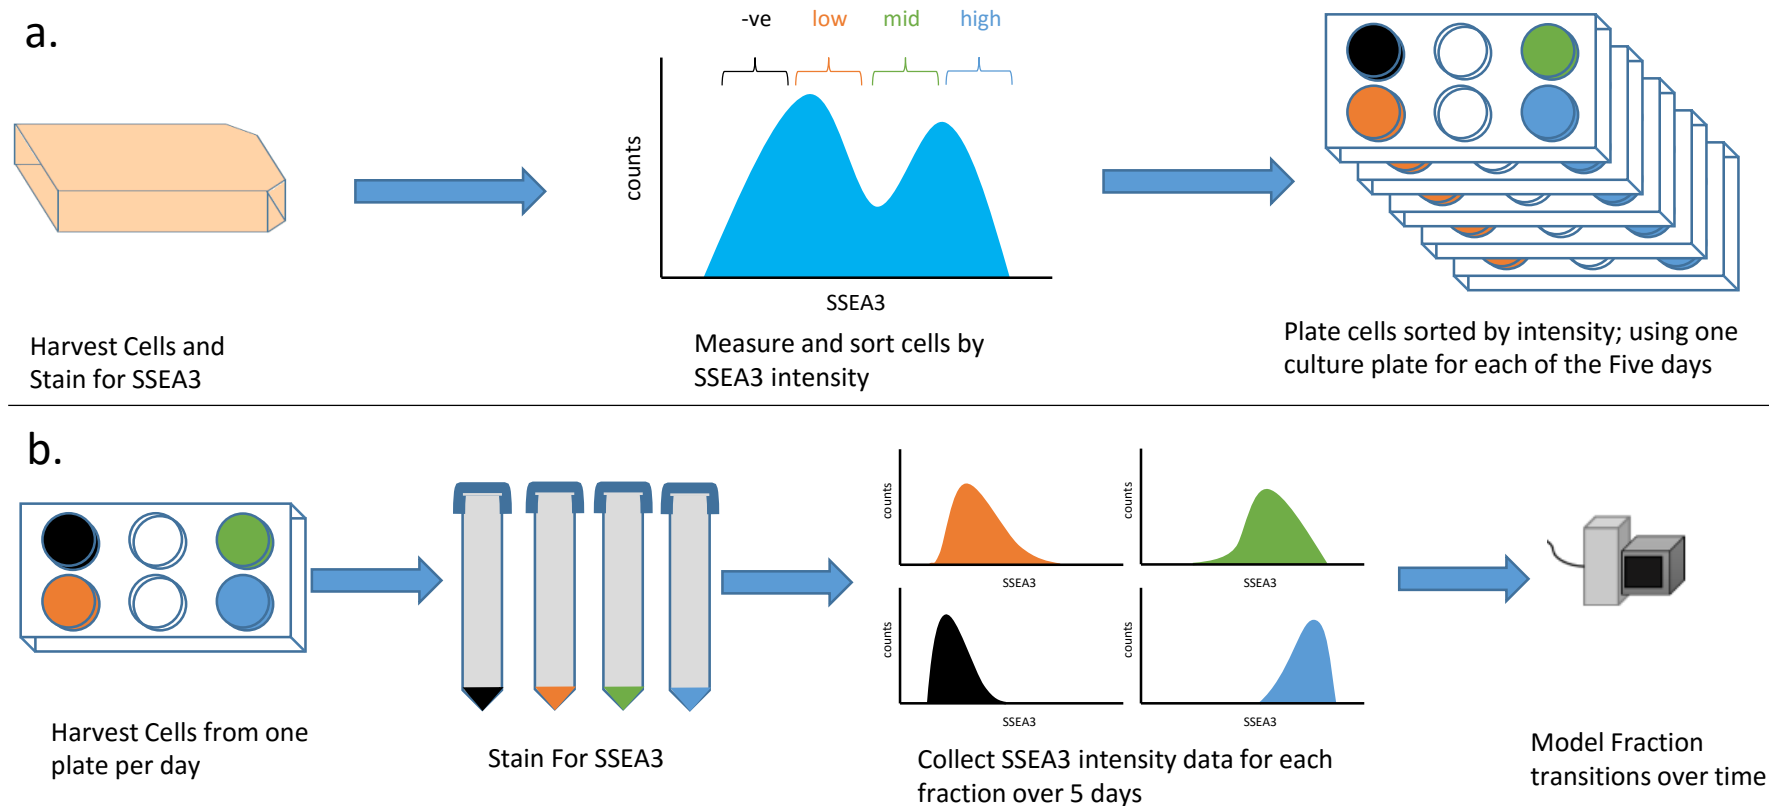 a.
-ve low mid high
counts
SSEA3
Harvest Cells and
Stain for SSEA3
Measure and sort cells by
SSEA3 intensity
Plate cells sorted by intensity; using one
culture plate for each of the Five days
b.
counts
SSEA3
counts
SSEA3
counts
SSEA3
counts
SSEA3
Harvest Cells from one
plate per day
Stain For SSEA3
Collect SSEA3 intensity data for each
fraction over 5 days
Model Fraction
transitions over time